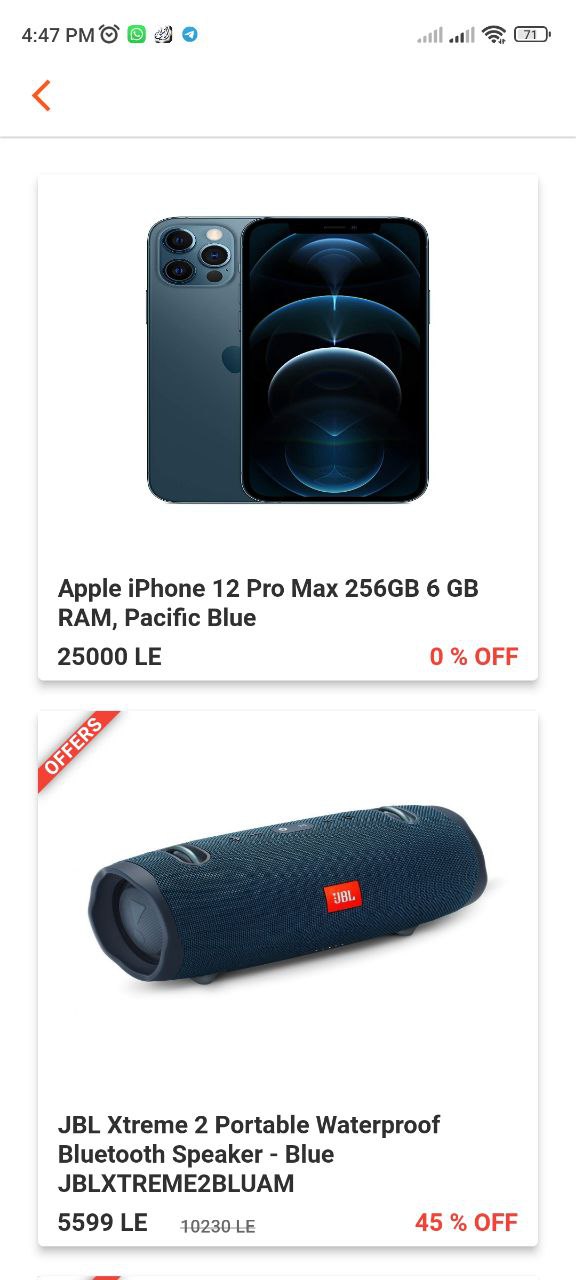 4:47 PM
71
Apple iPhone 12 Pro Max 256GB 6 GB
RAM, Pacific Blue
25000 LE
0 % OFF
OFFERS
JBL
JBL Xtreme 2 Portable Waterproof
Bluetooth Speaker - Blue
JBLXTREME2BLUAM
5599 LE
10230 LE
45 % OFF